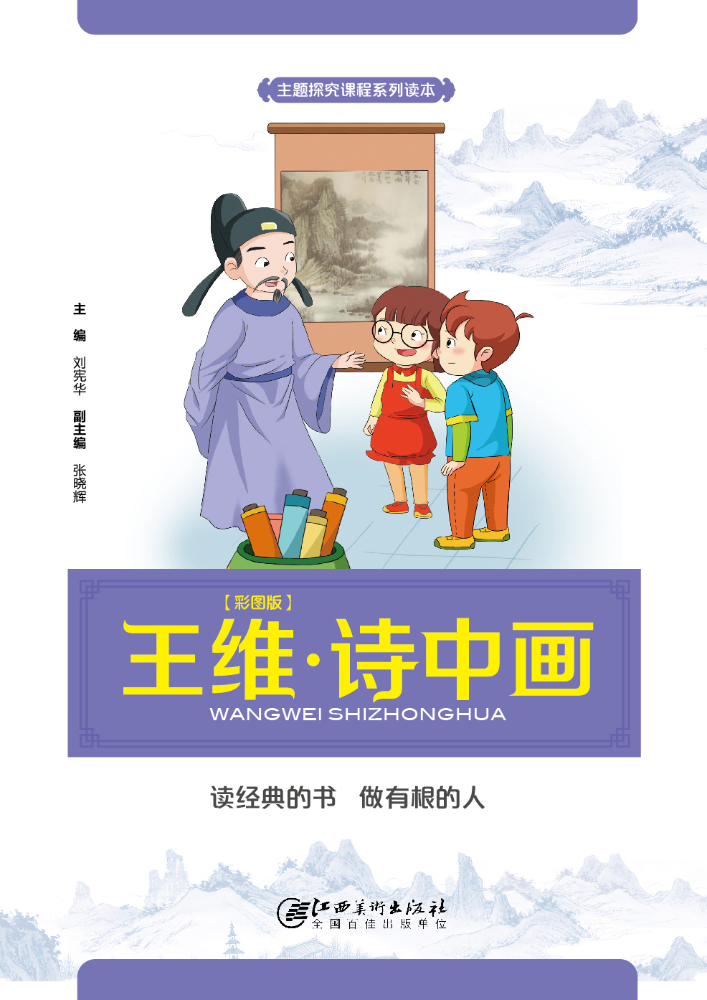 主题探究课程系列读本
主编 刘宪华 副主编 张晓辉
【彩图版】
王维·诗中画
WANGWEI SHIZHONGHUA
读经典的书 做有根的人
江西美术出版社
全国百佳出版单位